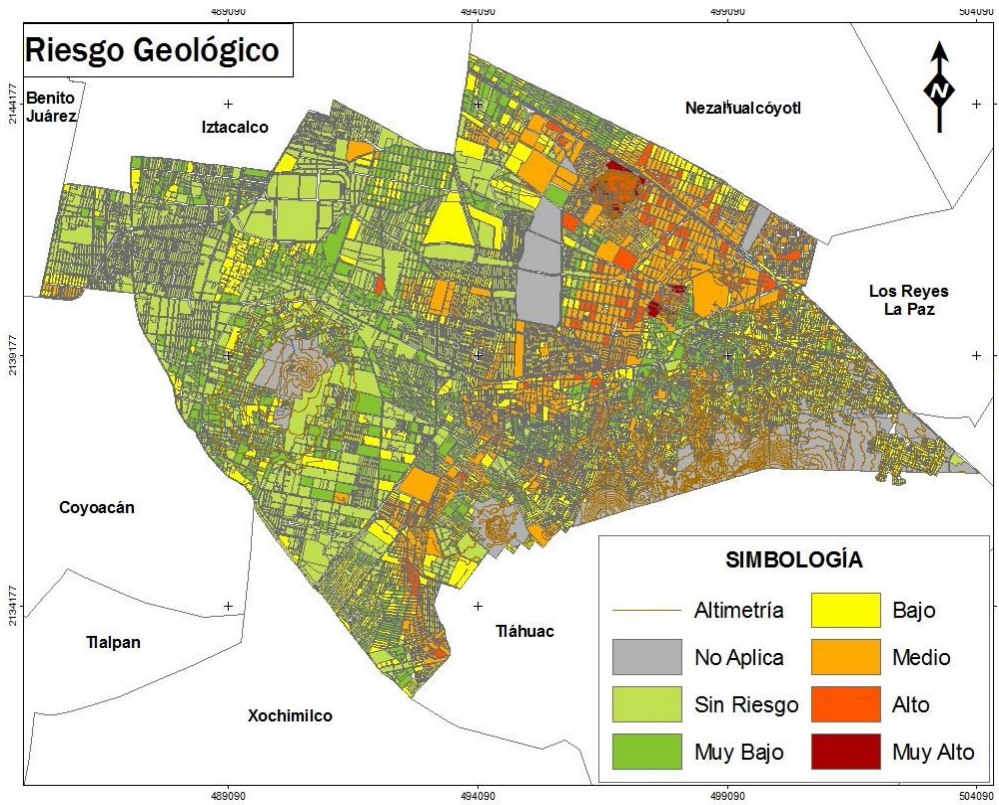 489090
494090
499090
504090
Riesgo Geológico
2144177
Benito
Juárez
Iztacalco
Nezahualcóyotl
N
Los Reyes
La Paz
2139177
Coyoacán
2134177
Tlalpan
Tláhuac
Xochimilco
SIMBOLOGÍA
Altimetría
No Aplica
Sin Riesgo
Muy Bajo
Bajo
Medio
Alto
Muy Alto
489090
494090
499090
504090